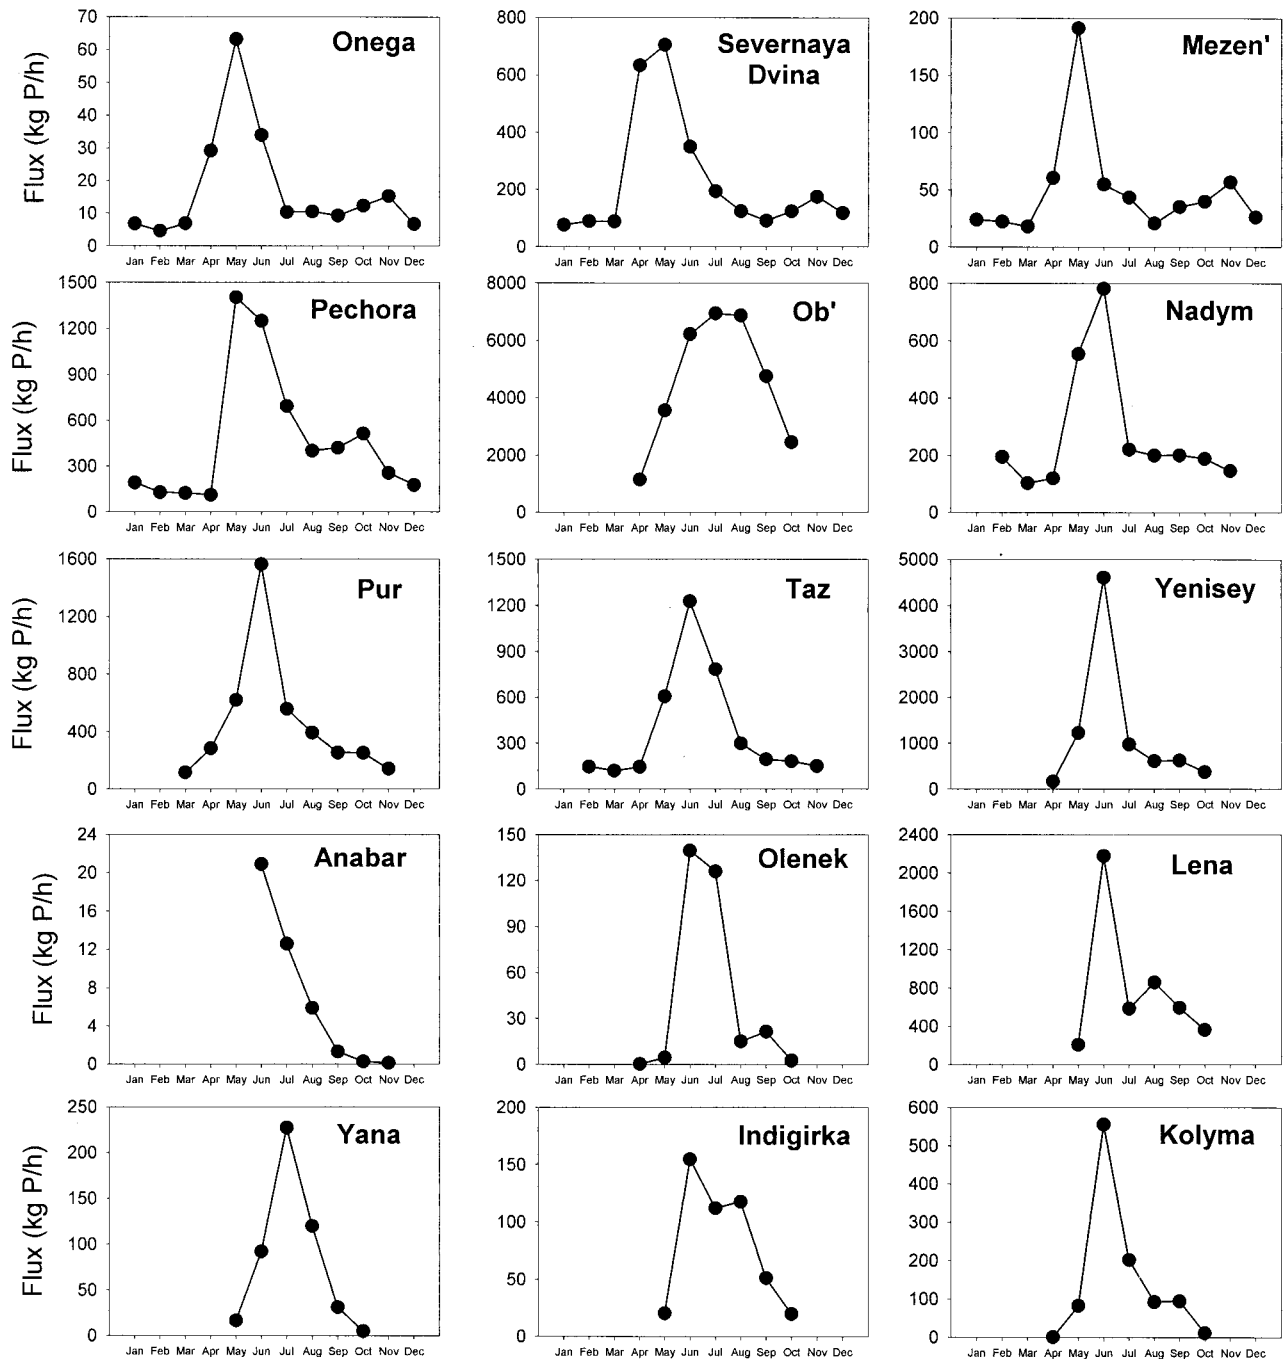 Flux (kg P/h)
70
60
50
40
30
20
10
0
Onega
Jan Feb Mar Apr May Jun Jul Aug Sep Oct Nov Dec
800
600
400
200
0
Severnaya
Dvina
Jan Feb Mar Apr May Jun Jul Aug Sep Oct Nov Dec
200
150
100
50
0
Mezen'
Jan Feb Mar Apr May Jun Jul Aug Sep Oct Nov Dec
Flux (kg P/h)
1500
1200
900
600
300
0
Pechora
Jan Feb Mar Apr May Jun Jul Aug Sep Oct Nov Dec
8000
6000
4000
2000
0
Ob'
Jan Feb Mar Apr May Jun Jul Aug Sep Oct Nov Dec
800
600
400
200
0
Nadym
Jan Feb Mar Apr May Jun Jul Aug Sep Oct Nov Dec
Flux (kg P/h)
1600
1200
800
400
0
Pur
Jan Feb Mar Apr May Jun Jul Aug Sep Oct Nov Dec
1500
1200
900
600
300
0
Taz
Jan Feb Mar Apr May Jun Jul Aug Sep Oct Nov Dec
5000
4000
3000
2000
1000
0
Yenisey
Jan Feb Mar Apr May Jun Jul Aug Sep Oct Nov Dec
Flux (kg P/h)
24
20
16
12
8
4
0
Anabar
Jan Feb Mar Apr May Jun Jul Aug Sep Oct Nov Dec
150
120
90
60
30
0
Olenek
Jan Feb Mar Apr May Jun Jul Aug Sep Oct Nov Dec
2400
2000
1600
1200
800
400
0
Lena
Jan Feb Mar Apr May Jun Jul Aug Sep Oct Nov Dec
Flux (kg P/h)
250
200
150
100
50
0
Yana
Jan Feb Mar Apr May Jun Jul Aug Sep Oct Nov Dec
200
150
100
50
0
Indigirka
Jan Feb Mar Apr May Jun Jul Aug Sep Oct Nov Dec
600
500
400
300
200
100
0
Kolyma
Jan Feb Mar Apr May Jun Jul Aug Sep Oct Nov Dec